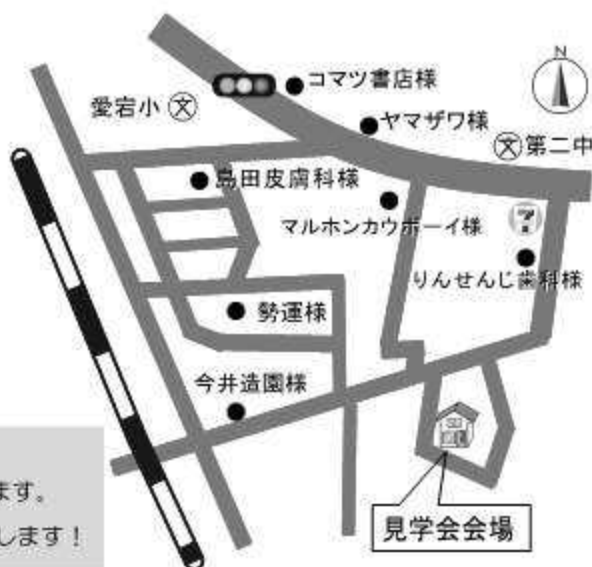 コマツ書店様
N
愛宕小 文
ヤマザワ様
文 第二中
島田皮膚科様
マルホンカウボーイ様
7
りんせんじ歯科様
勢運様
今井造園様
ます。
します！
見学会会場